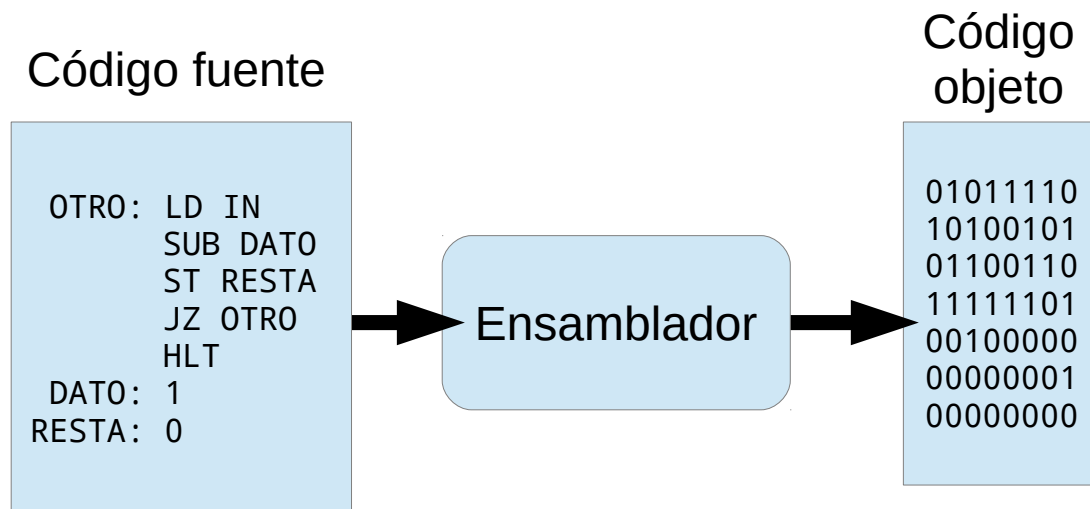 Código fuente
OTRO: LD IN
SUB DATO
ST RESTA
JZ OTRO
HLT
DATO: 1
RESTA: 0
Ensamblador
Código
objeto
01011110
10100101
01100110
11111101
00100000
00000001
00000000